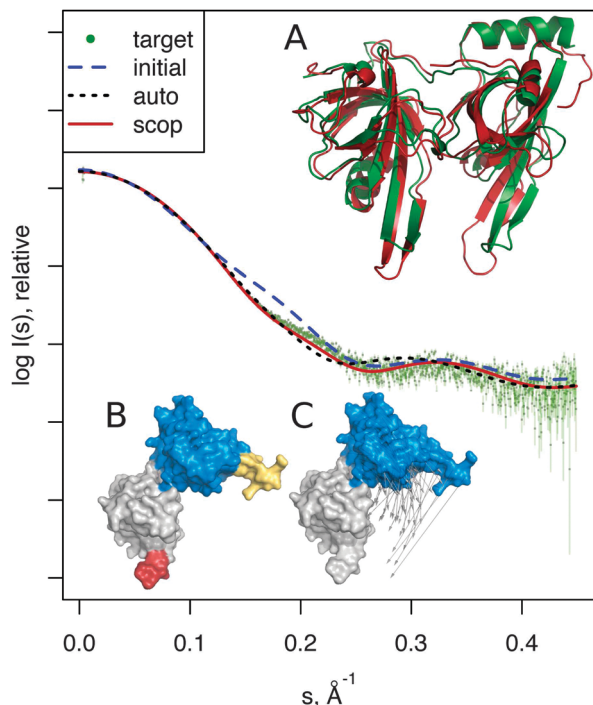 target
initial
auto
scop
A
log I(s), relative
B
C
0.0 0.1 0.2 0.3 0.4
s, Å⁻¹